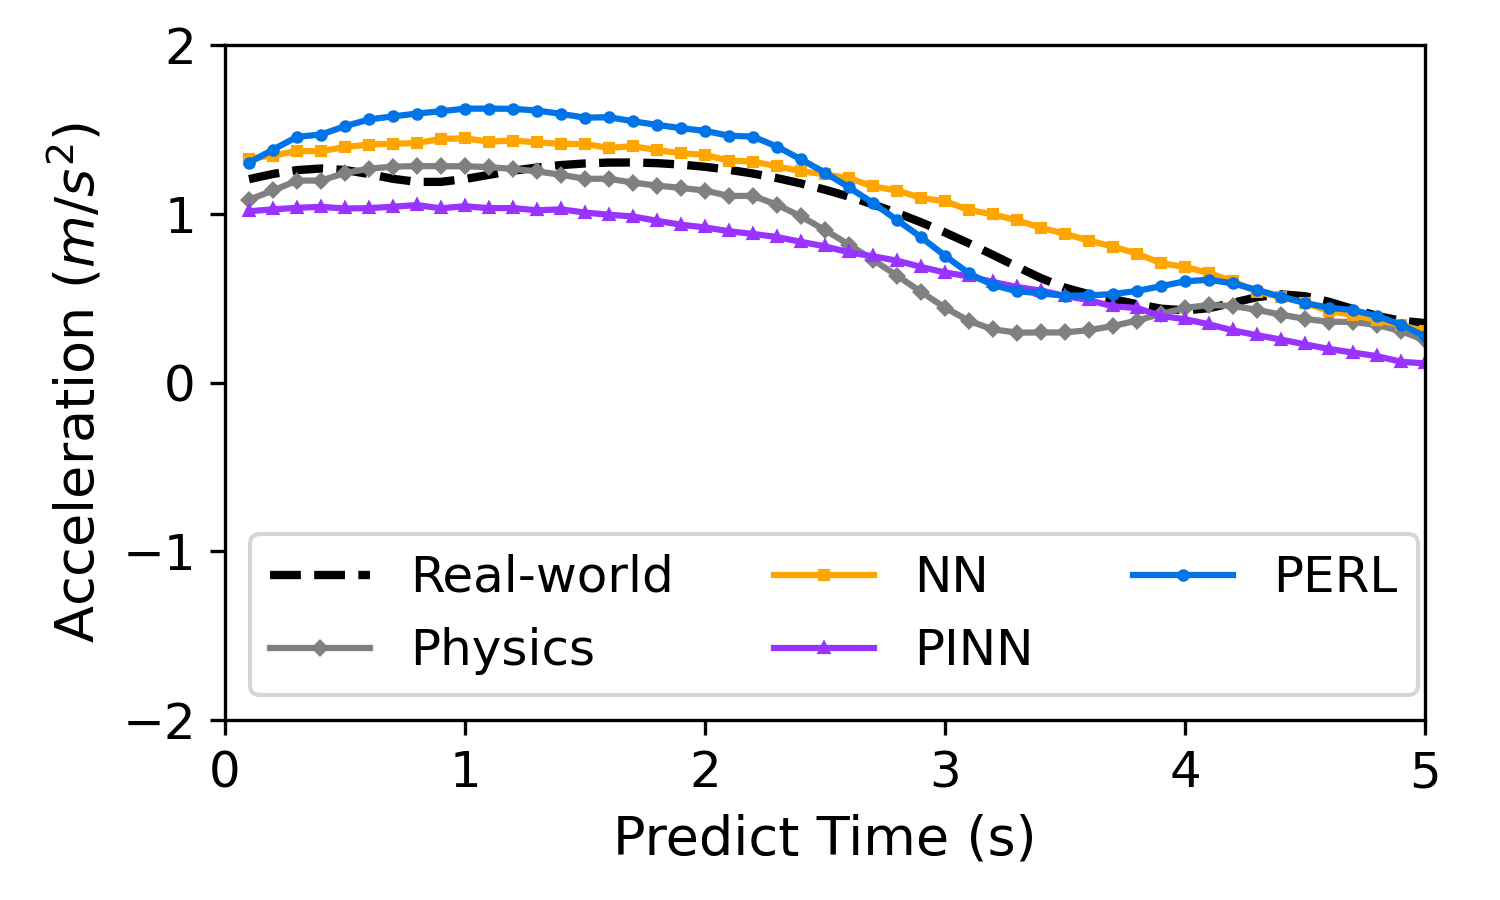 2
1
0
−1
−2
Acceleration (m/s²)
Real-world
NN
PERL
Physics
PINN
0 1 2 3 4 5
Predict Time (s)